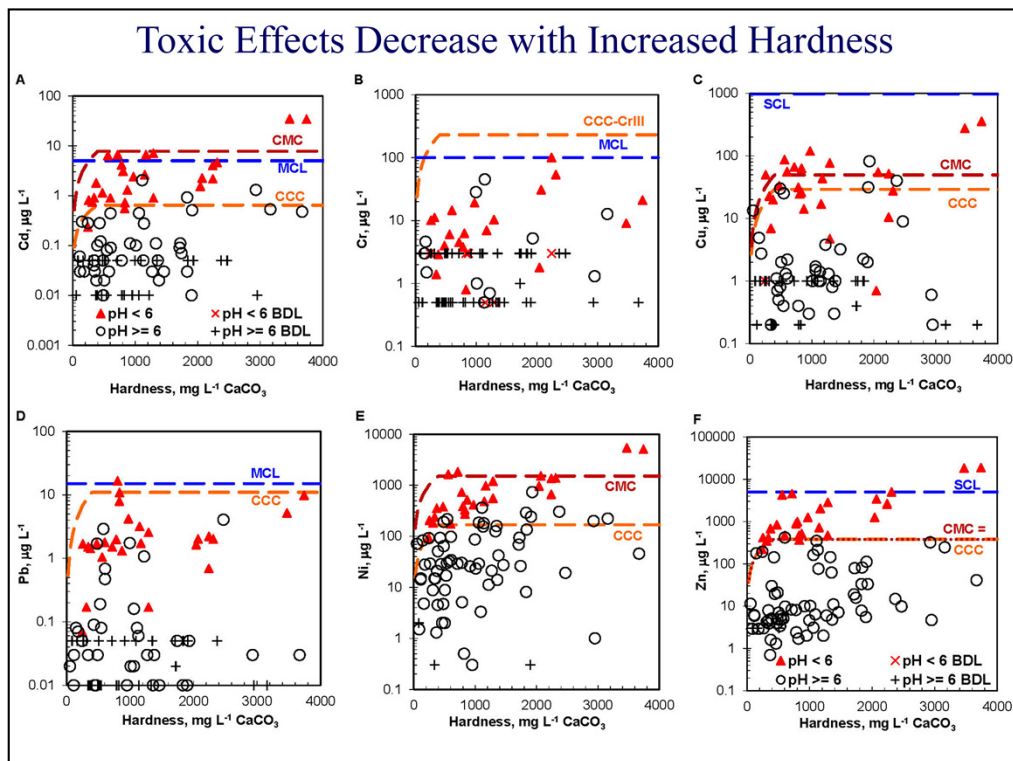 Toxic Effects Decrease with Increased Hardness
A
100
10
1
0.1
0.01
0.001
Cd, µg L-1
CMC
MCL
CCC
pH < 6
pH < 6 BDL
pH >= 6
pH >= 6 BDL
0
1000
2000
3000
4000
Hardness, mg L-1 CaCO3
B
1000
100
10
1
0.1
Cr, µg L-1
CCC-CrIII
MCL
0
1000
2000
3000
4000
Hardness, mg L-1 CaCO3
C
1000
100
10
1
0.1
Cu, µg L-1
SCL
CMC
CCC
0
1000
2000
3000
4000
Hardness, mg L-1 CaCO3
D
100
10
1
0.1
0.01
Pb, µg L-1
MCL
CCC
0
1000
2000
3000
4000
Hardness, mg L-1 CaCO3
E
10000
1000
100
10
1
0.1
Ni, µg L-1
CMC
CCC
0
1000
2000
3000
4000
Hardness, mg L-1 CaCO3
F
100000
10000
1000
100
10
1
0.1
Zn, µg L-1
SCL
CMC =
CCC
pH < 6
pH < 6 BDL
pH >= 6
pH >= 6 BDL
0
1000
2000
3000
4000
Hardness, mg L-1 CaCO3